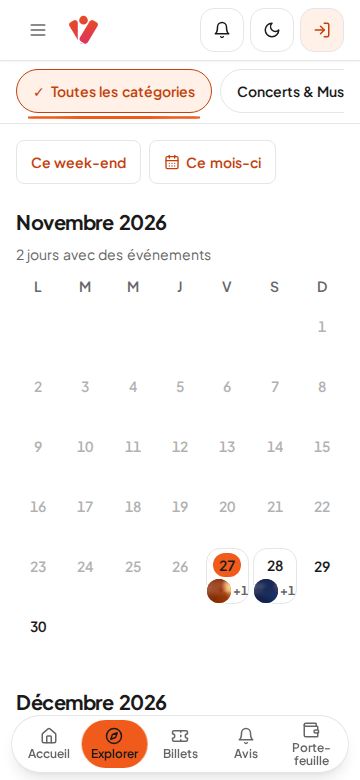 ✓ Toutes les catégories
Concerts & Mus
Ce week-end
Ce mois-ci
Novembre 2026
2 jours avec des événements
L M M J V S D
1
2 3 4 5 6 7 8
9 10 11 12 13 14 15
16 17 18 19 20 21 22
23 24 25 26 27 28 29
+1 +1
30
Décembre 2026
Accueil Explorer Billets Avis Porte-
feuille